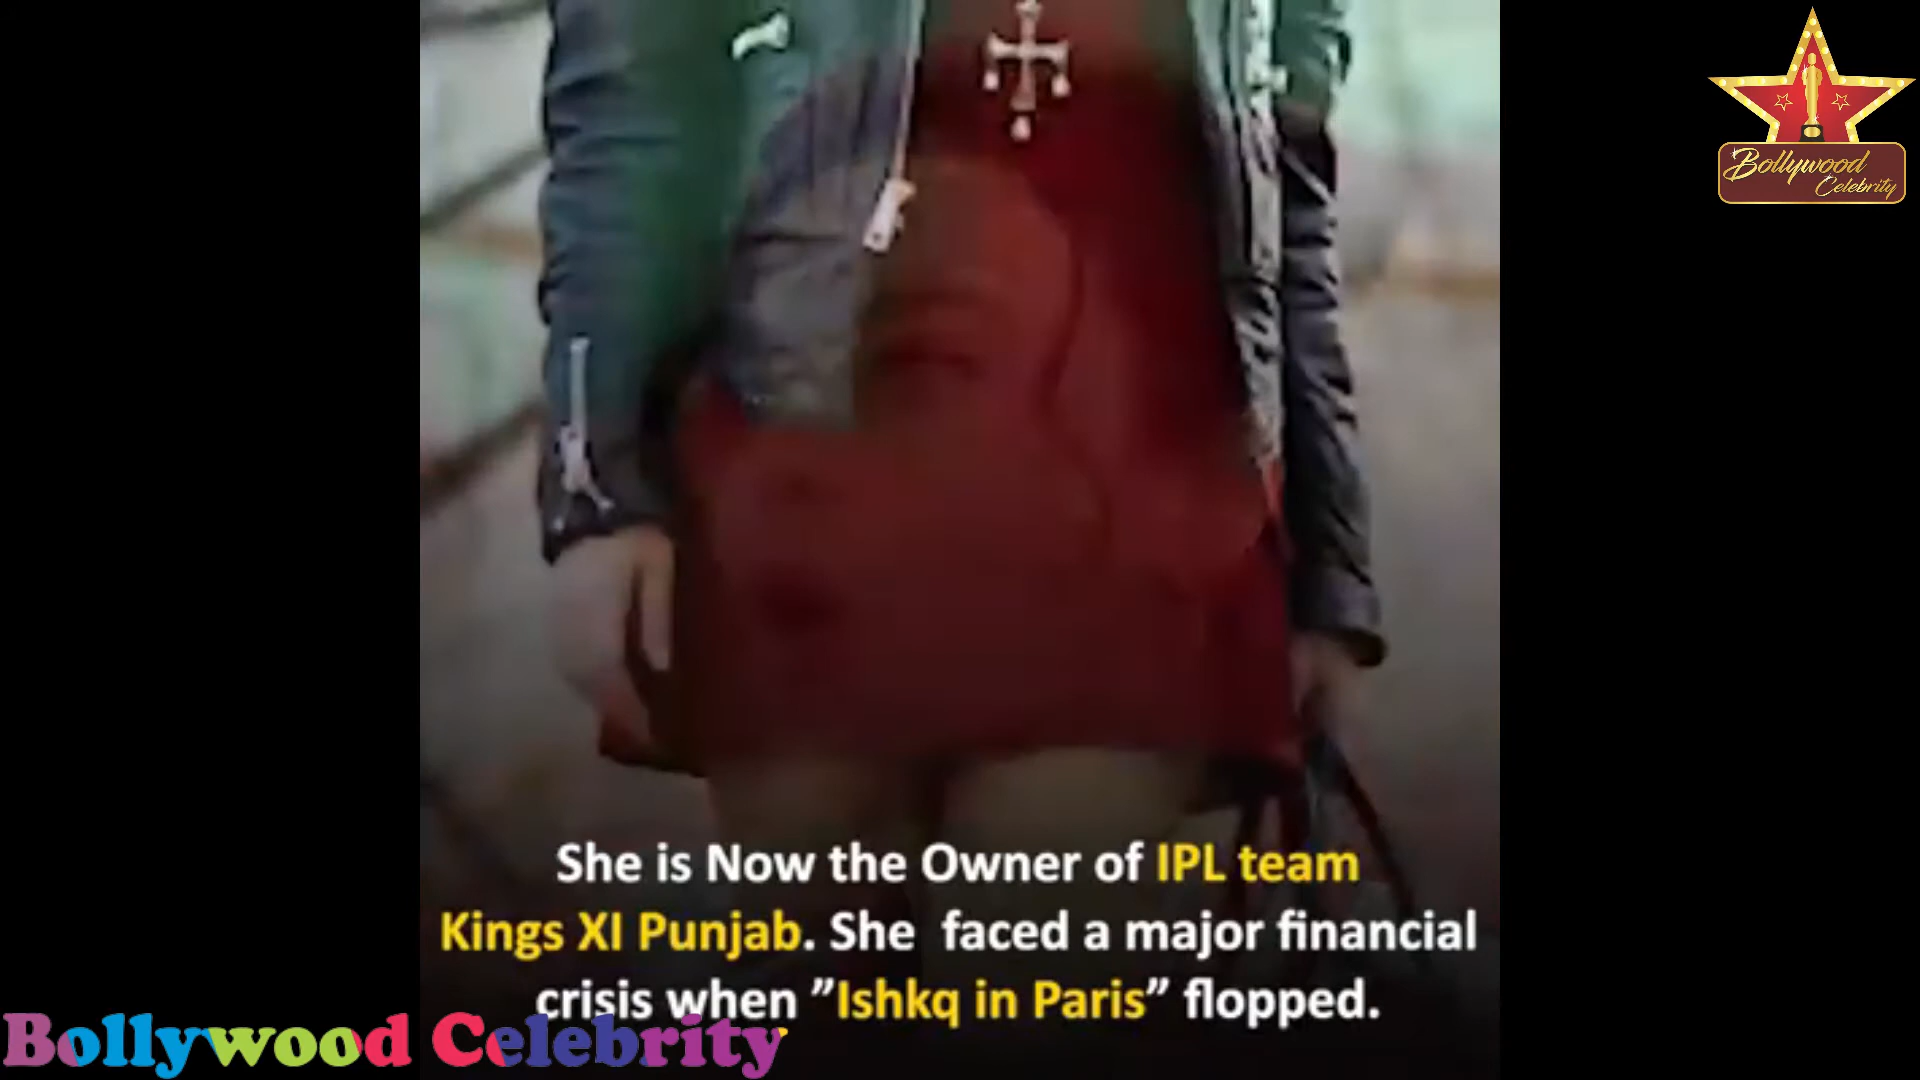 Bollywood
Celebrity
She is Now the Owner of IPL team
Kings XI Punjab. She faced a major financial
crisis when ”Ishkq in Paris” flopped.
Bollywood Celebrity